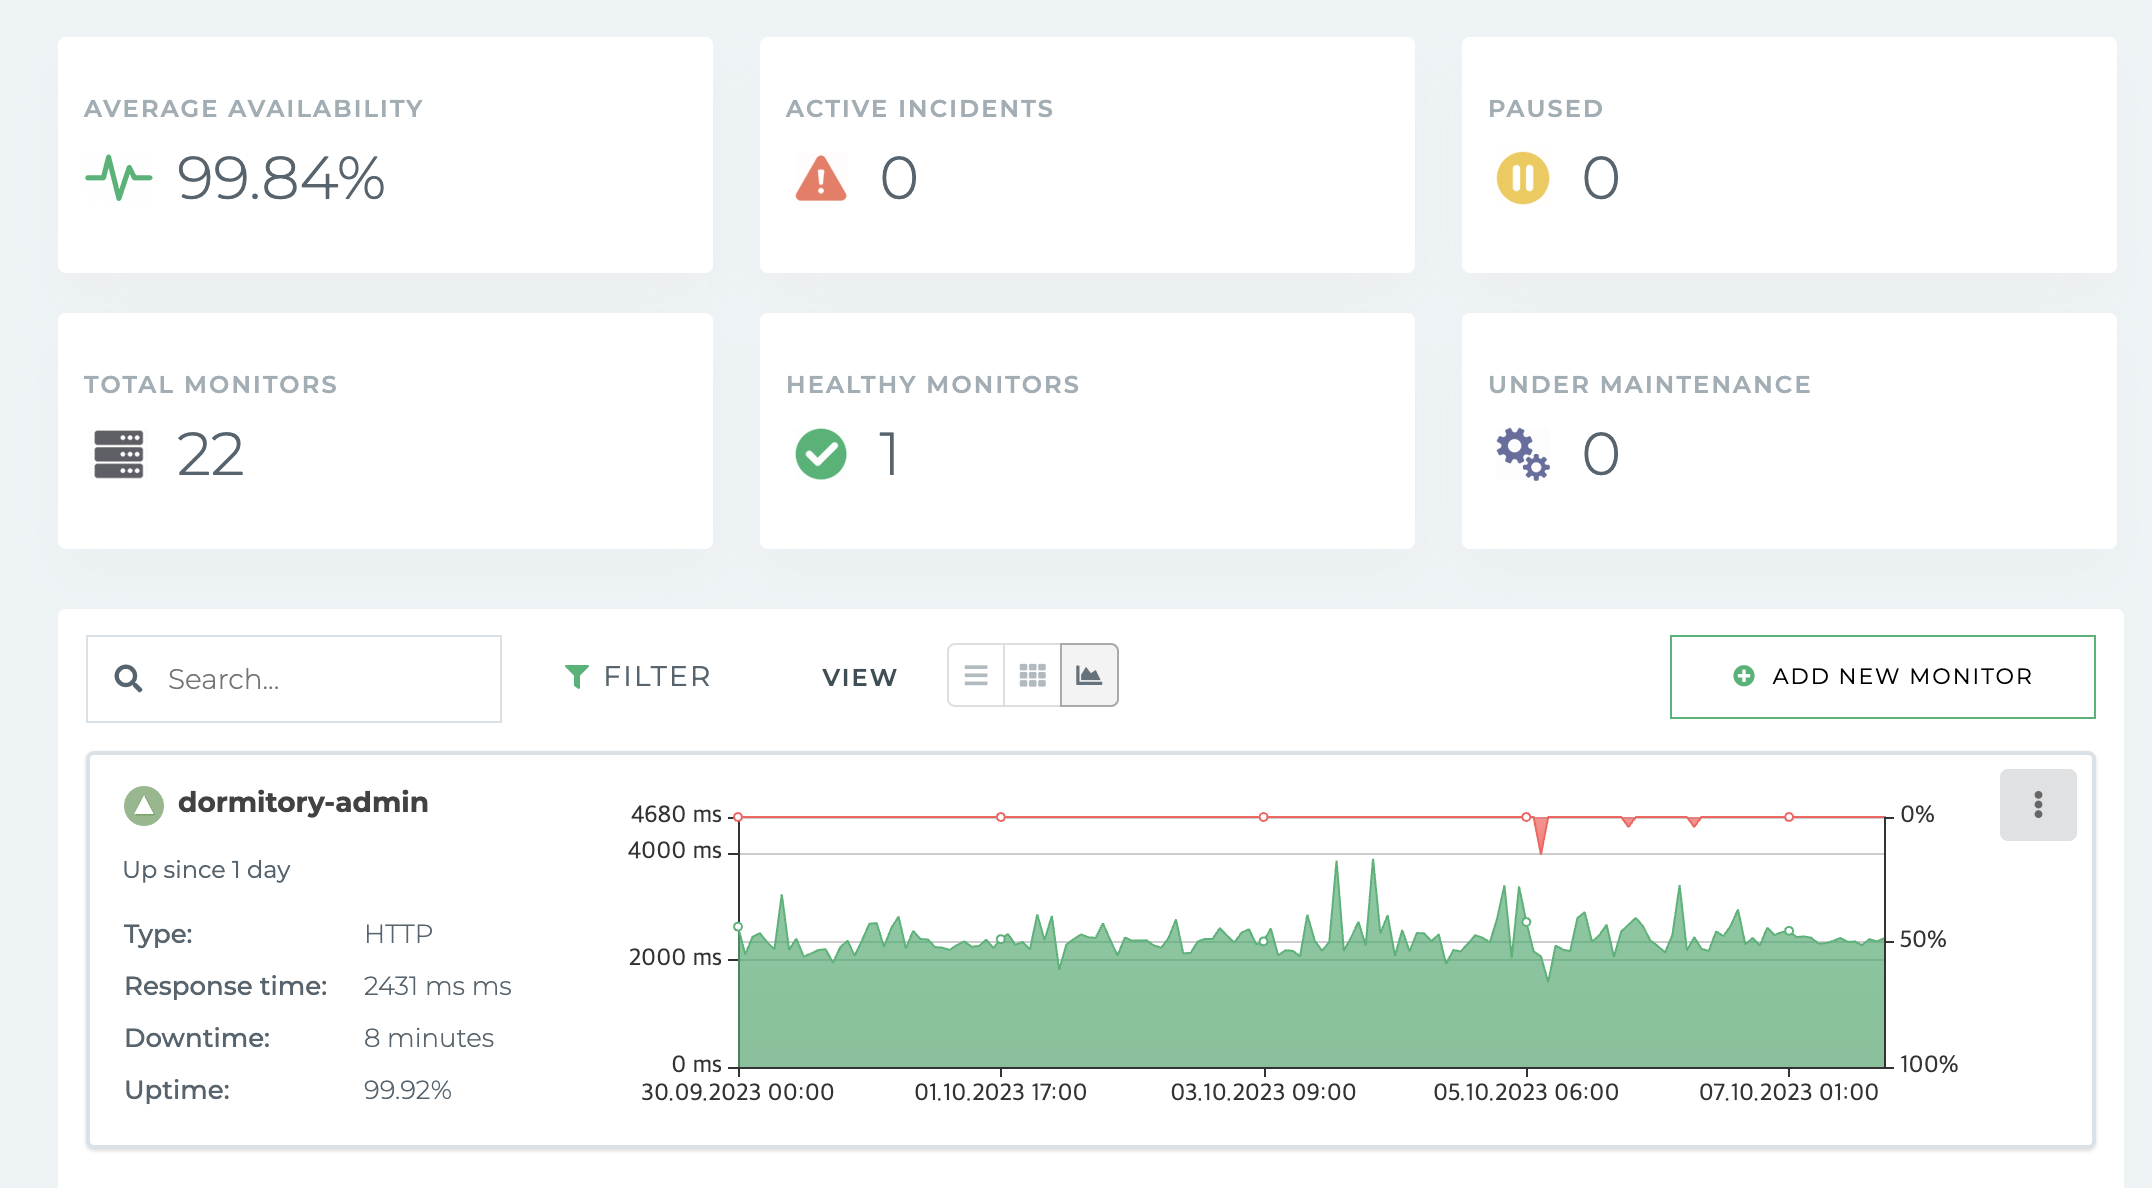 AVERAGE AVAILABILITY
99.84%
ACTIVE INCIDENTS
0
PAUSED
0
TOTAL MONITORS
22
HEALTHY MONITORS
1
UNDER MAINTENANCE
0
Search...
FILTER
VIEW
ADD NEW MONITOR
dormitory-admin
Up since 1 day
Type: HTTP
Response time: 2431 ms ms
Downtime: 8 minutes
Uptime: 99.92%
4680 ms
4000 ms
2000 ms
0 ms
0%
50%
100%
30.09.2023 00:00
01.10.2023 17:00
03.10.2023 09:00
05.10.2023 06:00
07.10.2023 01:00